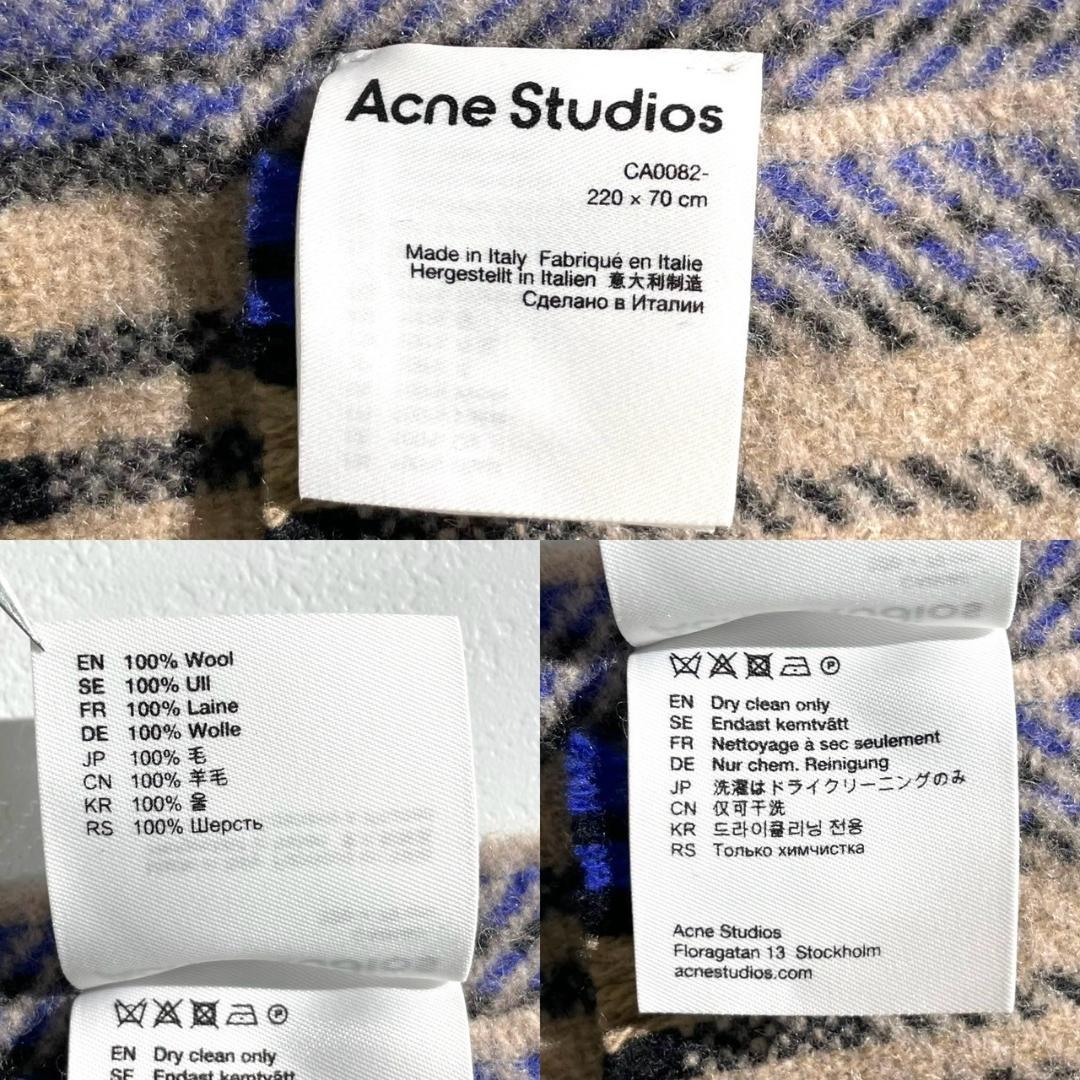 Acne Studios
CA0082-
220 × 70 cm
Made in Italy Fabriqué en Italie
Hergestellt in Italien 意大利制造
Сделано в Италии
EN 100% Wool
SE 100% Ull
FR 100% Laine
DE 100% Wolle
JP 100% 毛
CN 100% 羊毛
KR 100% 울
RS 100% Шерсть
EN Dry clean only
SE Endast kemtvätt
P
EN Dry clean only
SE Endast kemtvätt
FR Nettoyage à sec seulement
DE Nur chem. Reinigung
JP 洗濯はドライクリーニングのみ
CN 仅可干洗
KR 드라이클리닝 전용
RS Только химчистка
Acne Studios
Floragatan 13 Stockholm
acnestudios.com